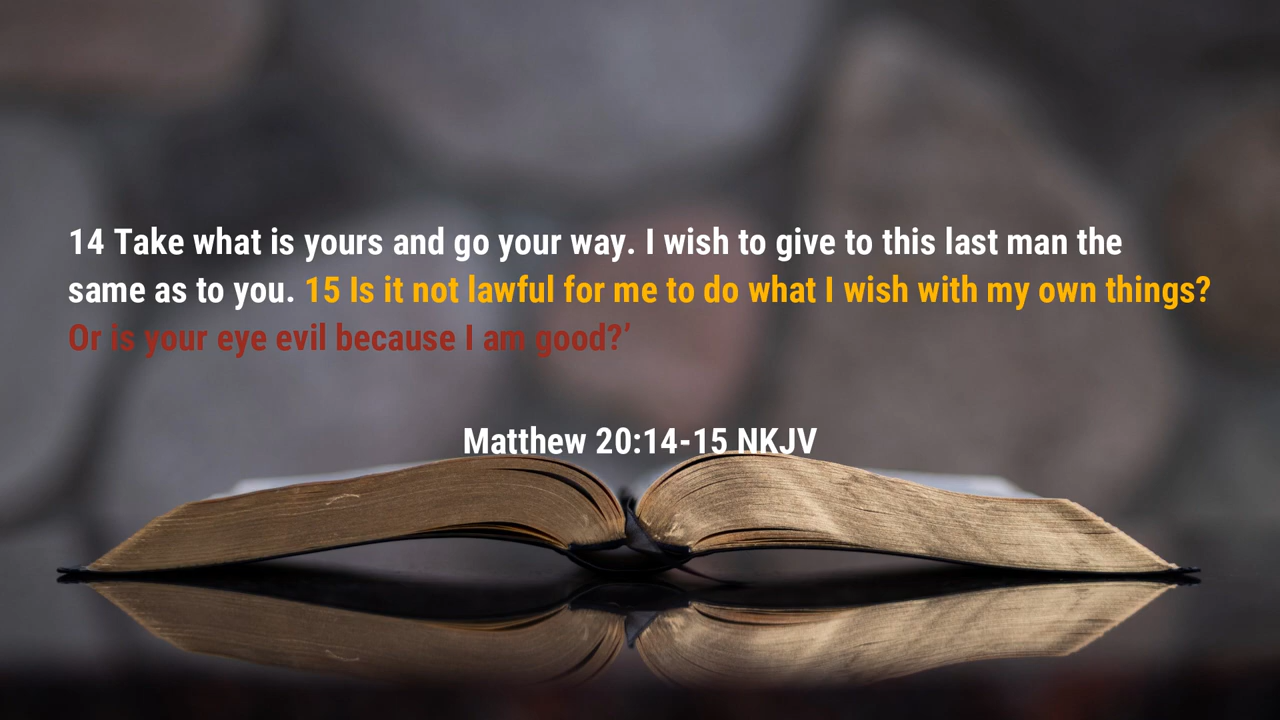 14 Take what is yours and go your way. I wish to give to this last man the
same as to you. 15 Is it not lawful for me to do what I wish with my own things?
Or is your eye evil because I am good?’
Matthew 20:14-15 NKJV